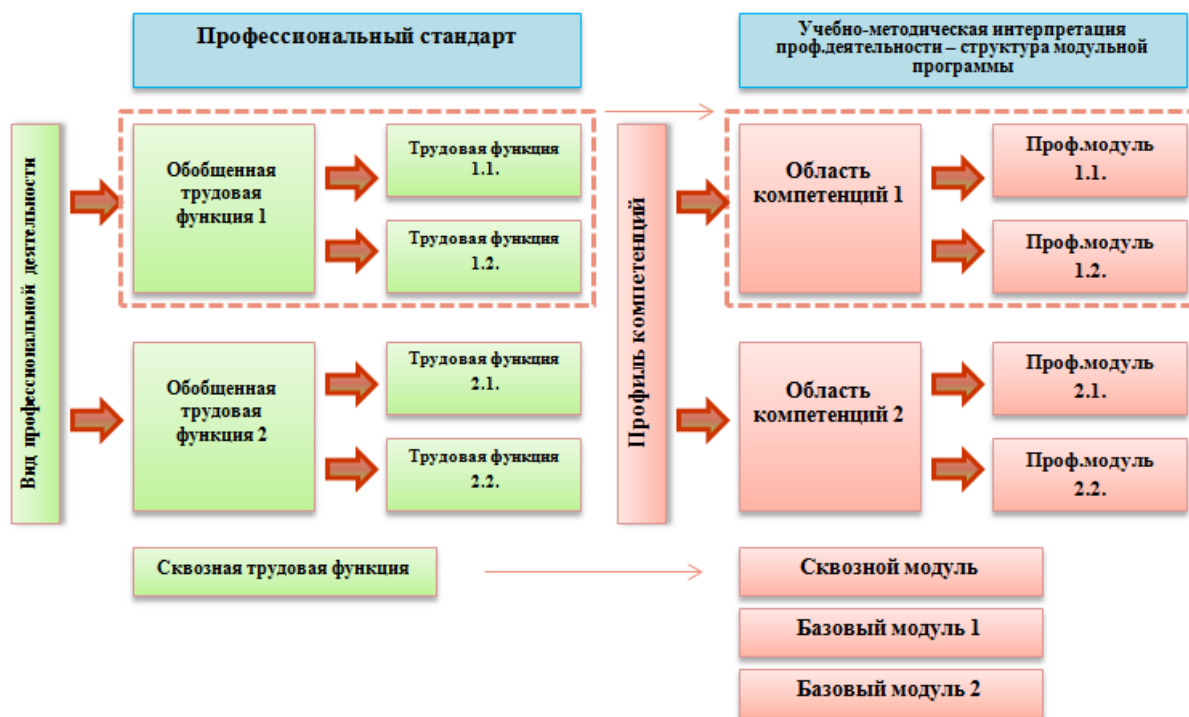 Профессиональный стандарт
Учебно-методическая интерпретация
проф.деятельности – структура модульной
программы
Вид профессиональной деятельности
Обобщенная
трудовая
функция 1
Трудовая функция
1.1.
Трудовая функция
1.2.
Обобщенная
трудовая
функция 2
Трудовая функция
2.1.
Трудовая функция
2.2.
Сквозная трудовая функция
Профиль компетенций
Область
компетенций 1
Проф.модуль
1.1.
Проф.модуль
1.2.
Область
компетенций 2
Проф.модуль
2.1.
Проф.модуль
2.2.
Сквозной модуль
Базовый модуль 1
Базовый модуль 2